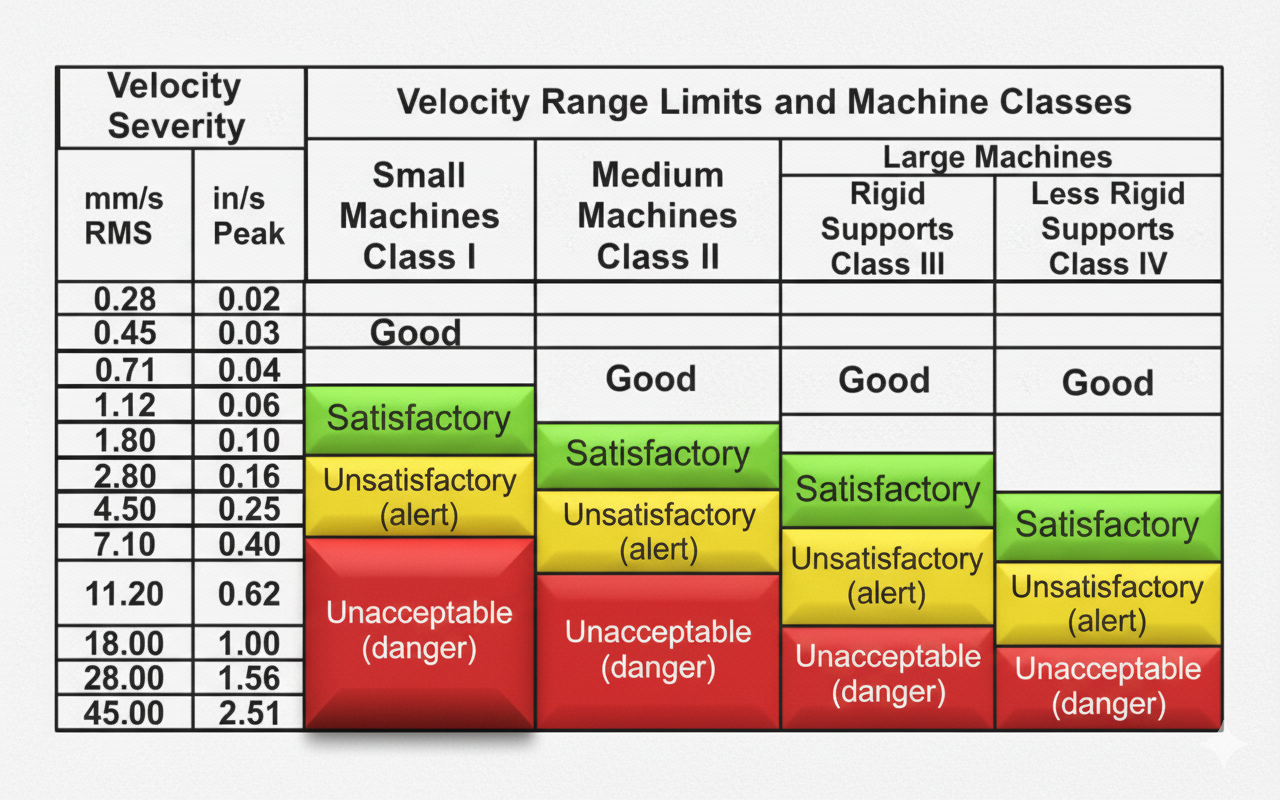 Velocity
Severity
Velocity Range Limits and Machine Classes
mm/s
RMS
in/s
Peak
Small
Machines
Class I
Medium
Machines
Class II
Large Machines
Rigid
Supports
Class III
Less Rigid
Supports
Class IV
0.28 0.02
0.45 0.03 Good
0.71 0.04 Good Good Good
1.12 0.06 Satisfactory
1.80 0.10 Satisfactory
2.80 0.16 Unsatisfactory Satisfactory
4.50 0.25 (alert) Unsatisfactory Satisfactory
7.10 0.40 (alert) Unsatisfactory
11.20 0.62 Unacceptable (alert) Unsatisfactory
18.00 1.00 (danger) Unacceptable (alert)
28.00 1.56 (danger) Unacceptable Unacceptable
45.00 2.51 (danger) (danger)